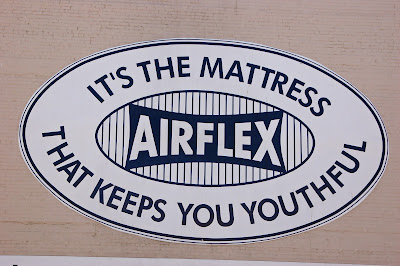 IT'S THE MATTRESS
AIRFLEX
THAT KEEPS YOU YOUTHFUL